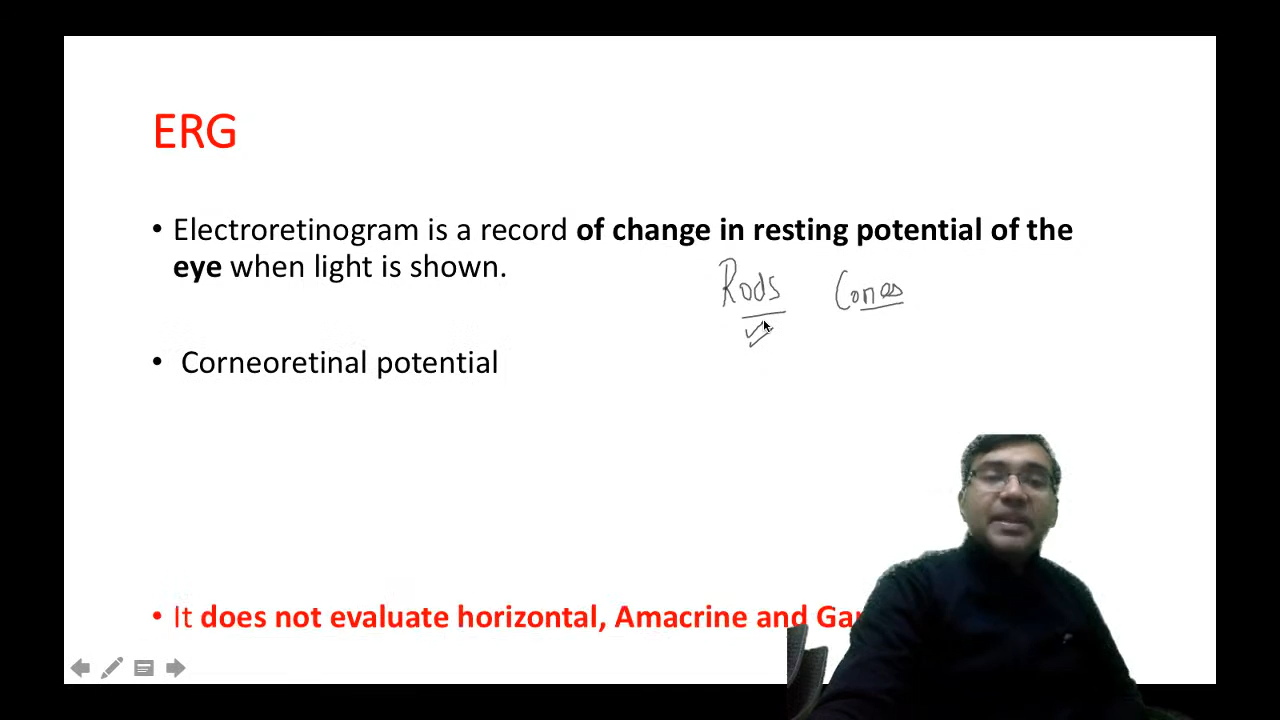 ERG
• Electroretinogram is a record of change in resting potential of the
eye when light is shown.
Rods Cones
• Corneoretinal potential
• It does not evaluate horizontal, Amacrine and